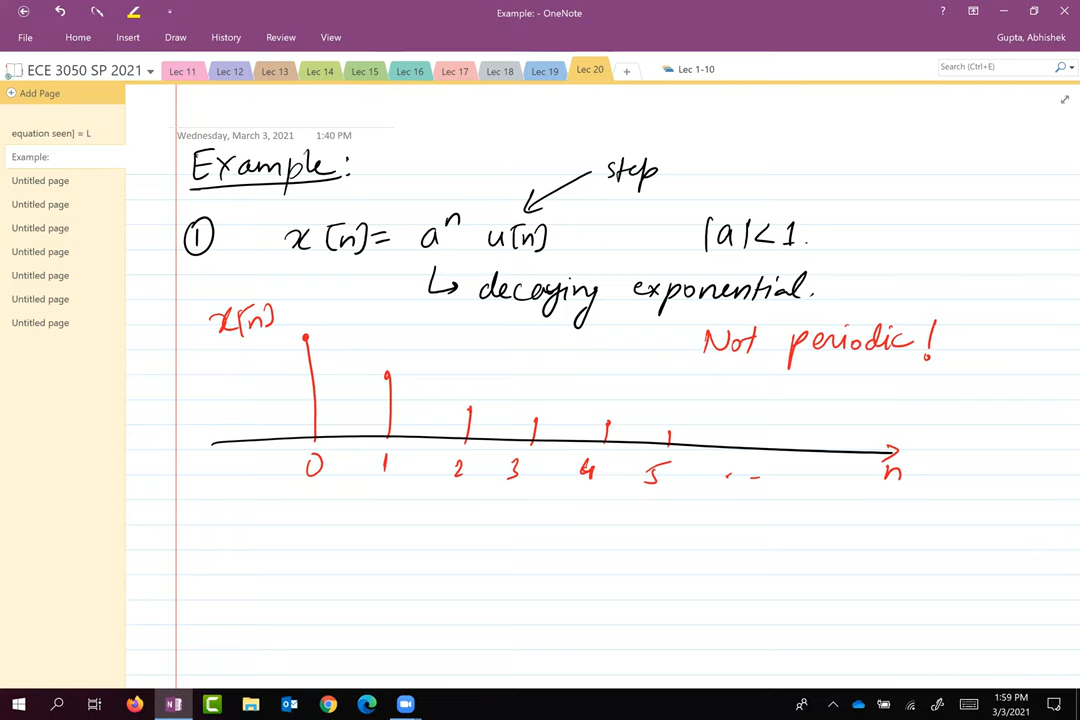 Example: - OneNote
?
File Home Insert Draw History Review View
Gupta, Abhishek
ECE 3050 SP 2021
Lec 11 Lec 12 Lec 13 Lec 14 Lec 15 Lec 16 Lec 17 Lec 18 Lec 19 Lec 20 + Lec 1-10
Search (Ctrl+E)
Add Page
equation seen] = L
Example:
Untitled page
Untitled page
Untitled page
Untitled page
Untitled page
Untitled page
Untitled page
Wednesday, March 3, 2021 1:40 PM
Example:
step
① x[n] = aⁿ u[n] |a| < 1.
↳ decaying exponential.
x[n]
Not periodic!
0 1 2 3 4 5 . . - n
1:59 PM
3/3/2021